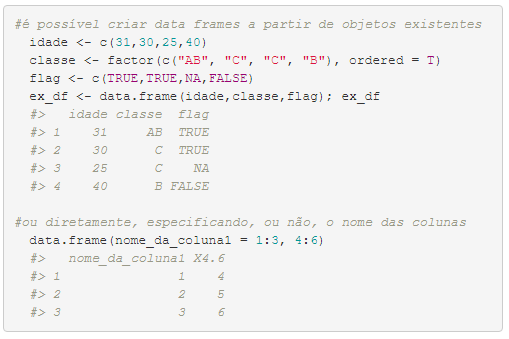 #é possível criar data frames a partir de objetos existentes
  idade <- c(31,30,25,40)
  classe <- factor(c("AB", "C", "C", "B"), ordered = T)
  flag <- c(TRUE,TRUE,NA,FALSE)
  ex_df <- data.frame(idade,classe,flag); ex_df
  #>   idade classe  flag
  #> 1    31     AB  TRUE
  #> 2    30      C  TRUE
  #> 3    25      C    NA
  #> 4    40      B FALSE
#ou diretamente, especificando, ou não, o nome das colunas
  data.frame(nome_da_coluna1 = 1:3, 4:6)
  #>   nome_da_coluna1 X4.6
  #> 1               1    4
  #> 2               2    5
  #> 3               3    6